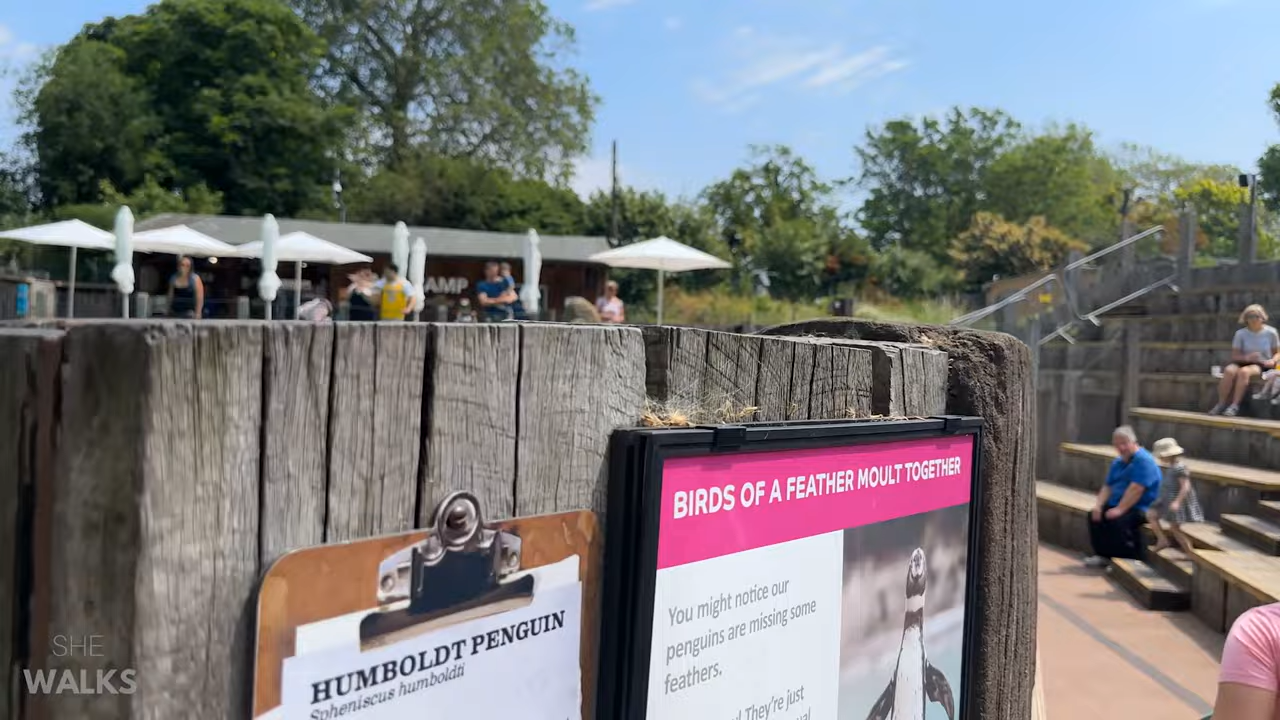 AMP
BIRDS OF A FEATHER MOULT TOGETHER
You might notice our
penguins are missing some
feathers.
They're just
HUMBOLDT PENGUIN
Spheniscus humboldti
SHE
WALKS